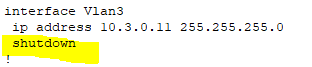 interface Vlan3
 ip address 10.3.0.11 255.255.255.0
 shutdown
!